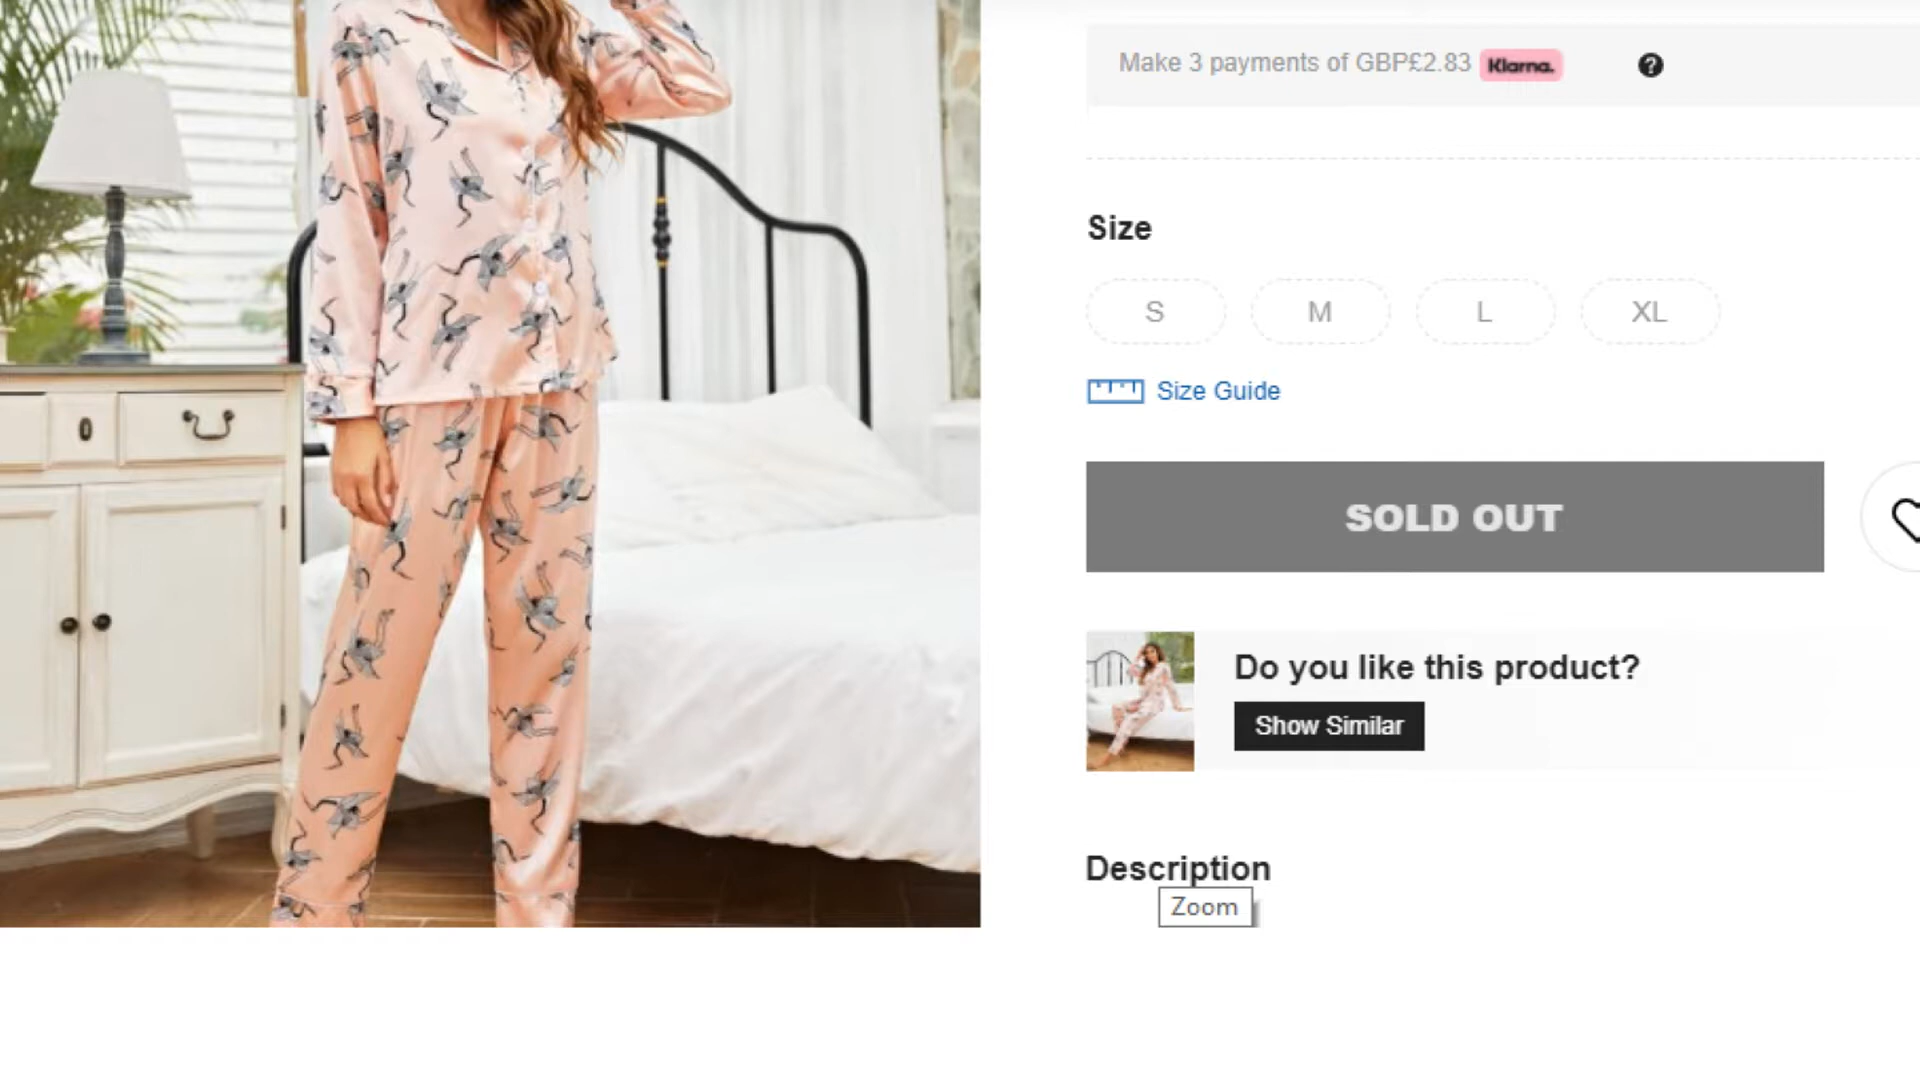 Make 3 payments of GBP£2.83 Klarna. ?
Size
S M L XL
Size Guide
SOLD OUT
Do you like this product?
Show Similar
Description
Zoom